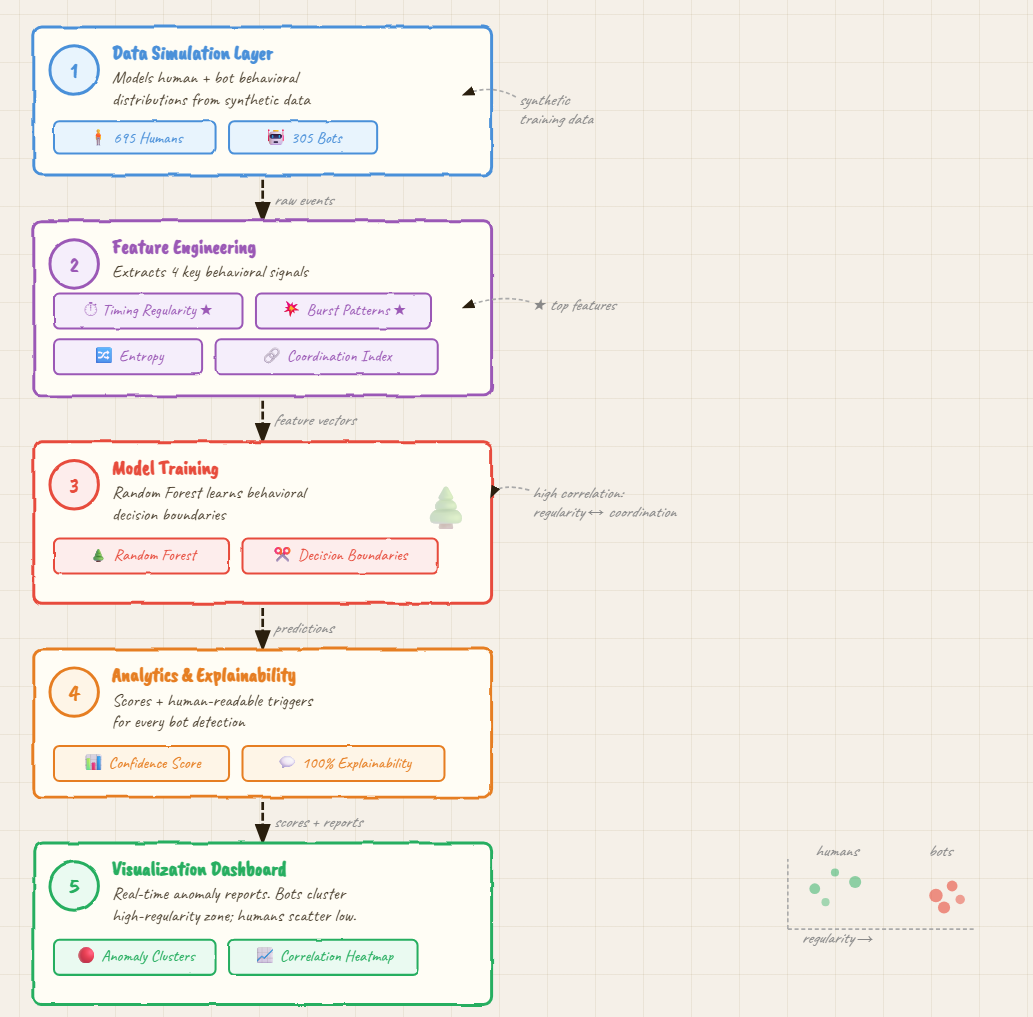 1
Data Simulation Layer
Models human + bot behavioral
distributions from synthetic data
695 Humans
305 Bots
synthetic
training data
raw events
2
Feature Engineering
Extracts 4 key behavioral signals
Timing Regularity ★
Burst Patterns ★
★ top features
Entropy
Coordination Index
feature vectors
3
Model Training
Random Forest learns behavioral
decision boundaries
high correlation:
regularity ↔ coordination
Random Forest
Decision Boundaries
predictions
4
Analytics & Explainability
Scores + human-readable triggers
for every bot detection
Confidence Score
100% Explainability
scores + reports
5
Visualization Dashboard
Real-time anomaly reports. Bots cluster
high-regularity zone; humans scatter low.
Anomaly Clusters
Correlation Heatmap
humans
bots
regularity →